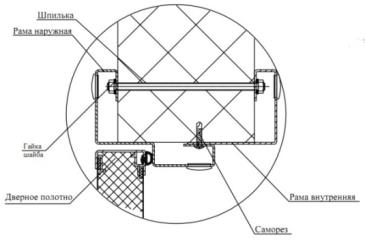 Шпилька
Рама наружная
Гайка
шайба
Дверное полотно
Рама внутренняя
Саморез